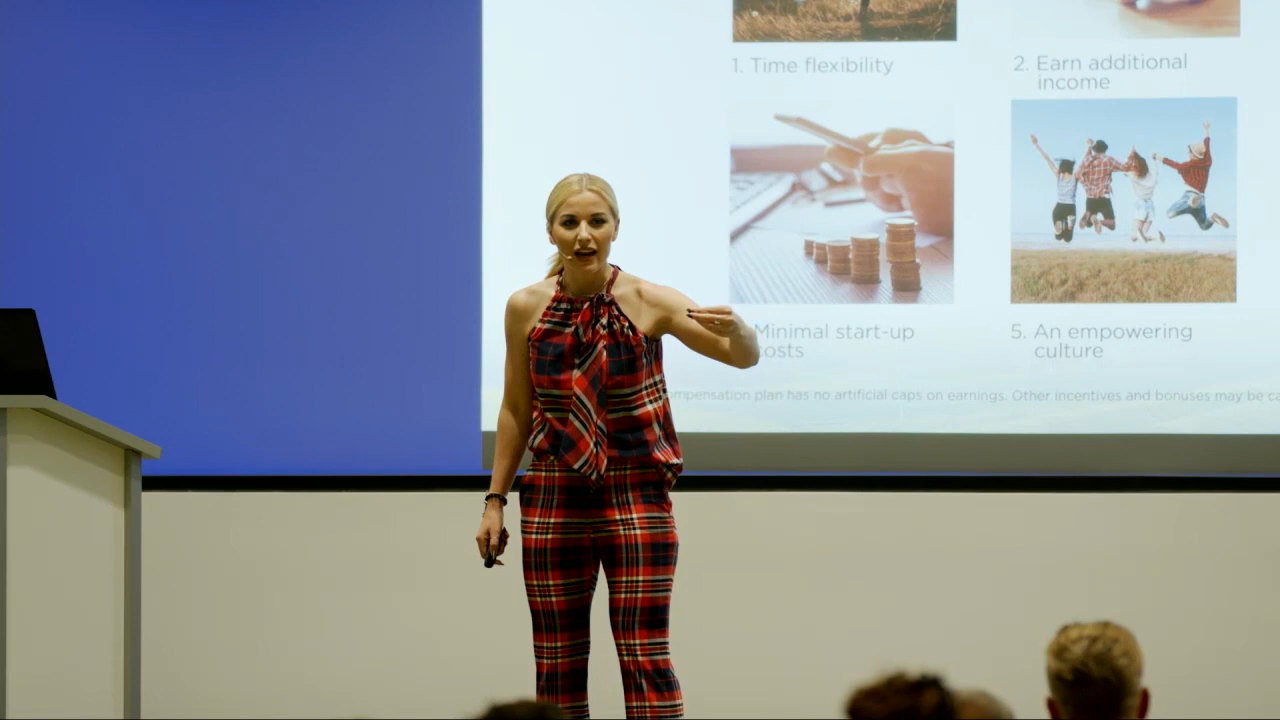 1. Time flexibility
2. Earn additional
income
Minimal start-up
costs
5. An empowering
culture
compensation plan has no artificial caps on earnings. Other incentives and bonuses may be